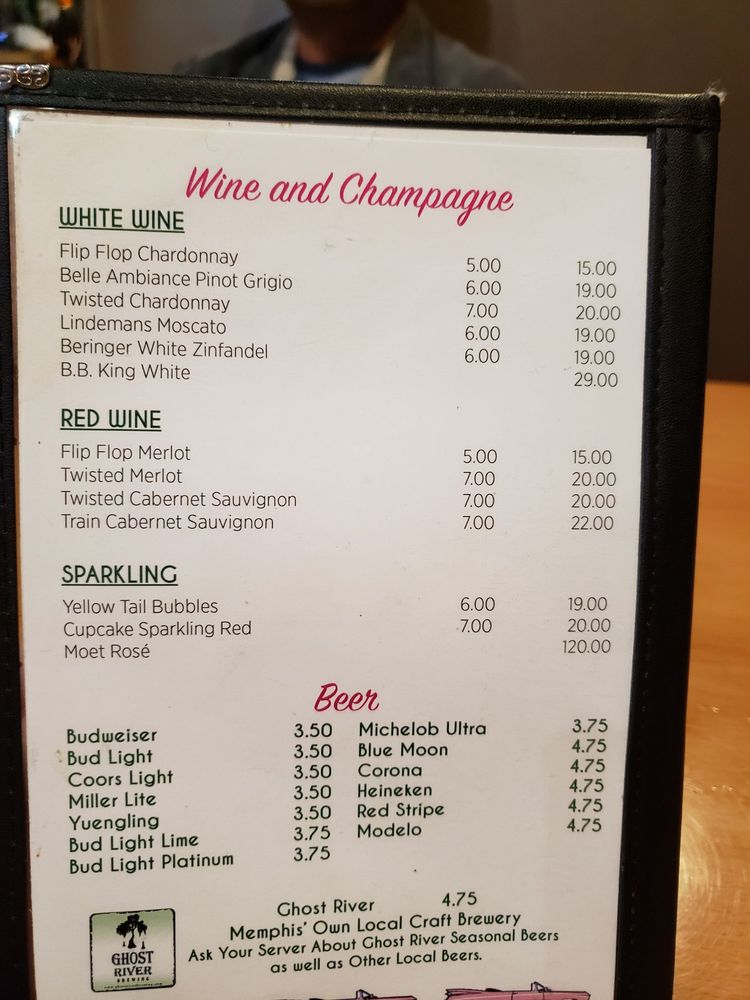 Wine and Champagne
WHITE WINE
Flip Flop Chardonnay 5.00 15.00
Belle Ambiance Pinot Grigio 6.00 19.00
Twisted Chardonnay 7.00 20.00
Lindemans Moscato 6.00 19.00
Beringer White Zinfandel 6.00 19.00
B.B. King White 29.00
RED WINE
Flip Flop Merlot 5.00 15.00
Twisted Merlot 7.00 20.00
Twisted Cabernet Sauvignon 7.00 20.00
Train Cabernet Sauvignon 7.00 22.00
SPARKLING
Yellow Tail Bubbles 6.00 19.00
Cupcake Sparkling Red 7.00 20.00
Moet Rosé 120.00
Beer
Budweiser 3.50 Michelob Ultra 3.75
Bud Light 3.50 Blue Moon 4.75
Coors Light 3.50 Corona 4.75
Miller Lite 3.50 Heineken 4.75
Yuengling 3.50 Red Stripe 4.75
Bud Light Lime 3.75 Modelo 4.75
Bud Light Platinum 3.75
Ghost River 4.75
Memphis' Own Local Craft Brewery
Ask Your Server About Ghost River Seasonal Beers
as well as Other Local Beers.
GHOST
RIVER
BREWING